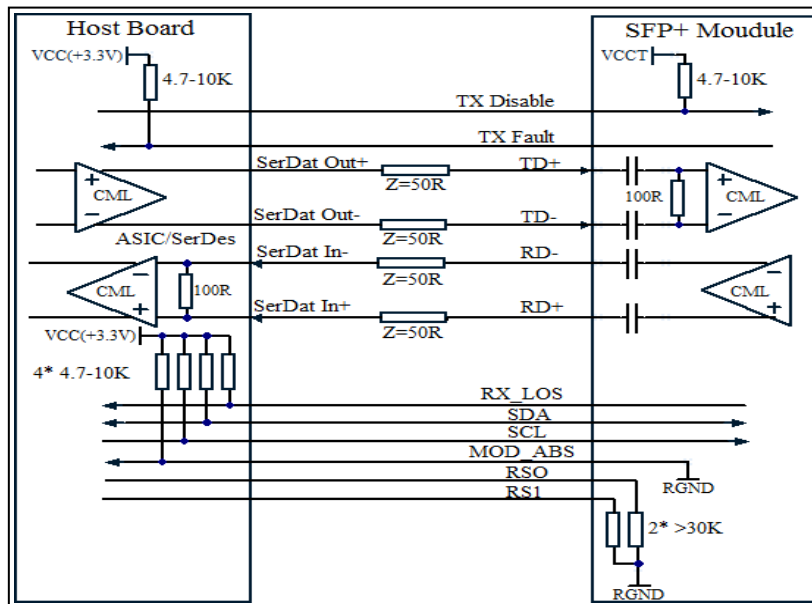 Host Board
SFP+ Moudule
VCC(+3.3V)
VCCT
4.7-10K
4.7-10K
TX Disable
TX Fault
SerDat Out+
TD+
Z=50R
CML
100R
CML
SerDat Out-
TD-
Z=50R
ASIC/SerDes
SerDat In-
RD-
Z=50R
CML
100R
CML
SerDat In+
RD+
Z=50R
VCC(+3.3V)
4* 4.7-10K
RX_LOS
SDA
SCL
MOD_ABS
RSO
RGND
RS1
2* >30K
RGND